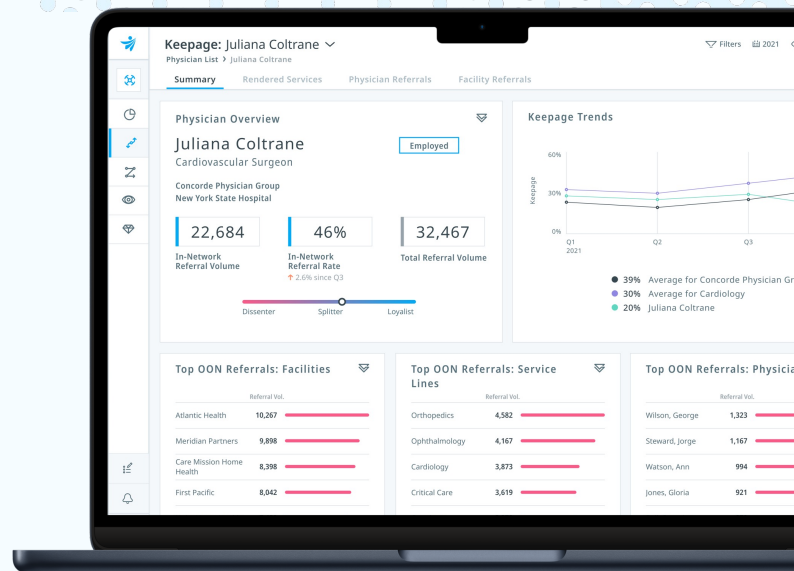 Keepage: Juliana Coltrane
Filters
2021
Physician List > Juliana Coltrane
Summary
Rendered Services
Physician Referrals
Facility Referrals
Physician Overview
Juliana Coltrane
Employed
Cardiovascular Surgeon
Concorde Physician Group
New York State Hospital
22,684
In-Network
Referral Volume
46%
In-Network
Referral Rate
↑ 2.6% since Q3
32,467
Total Referral Volume
Dissenter
Splitter
Loyalist
Keepage Trends
Keepage
60%
30%
0%
Q1
2021
Q2
Q3
39% Average for Concorde Physician Gr
30% Average for Cardiology
20% Juliana Coltrane
Top OON Referrals: Facilities
Referral Vol.
Atlantic Health 10,267
Meridian Partners 9,898
Care Mission Home
Health 8,398
First Pacific 8,042
Top OON Referrals: Service
Lines
Referral Vol.
Orthopedics 4,582
Ophthalmology 4,167
Cardiology 3,873
Critical Care 3,619
Top OON Referrals: Physicia
Referral Vol.
Wilson, George 1,323
Steward, Jorge 1,167
Watson, Ann 994
Jones, Gloria 921